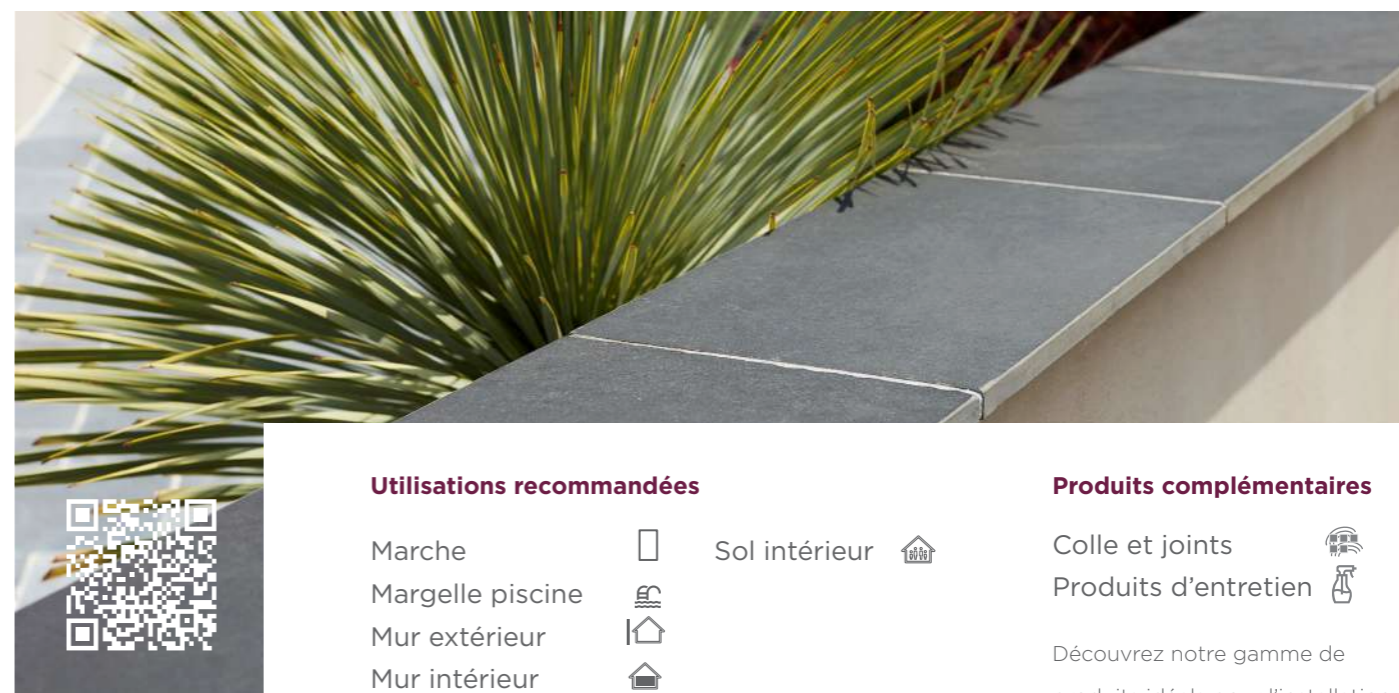 Utilisations recommandées
Marche
Margelle piscine
Mur extérieur
Mur intérieur
Sol intérieur
Produits complémentaires
Colle et joints
Produits d'entretien
Découvrez notre gamme de